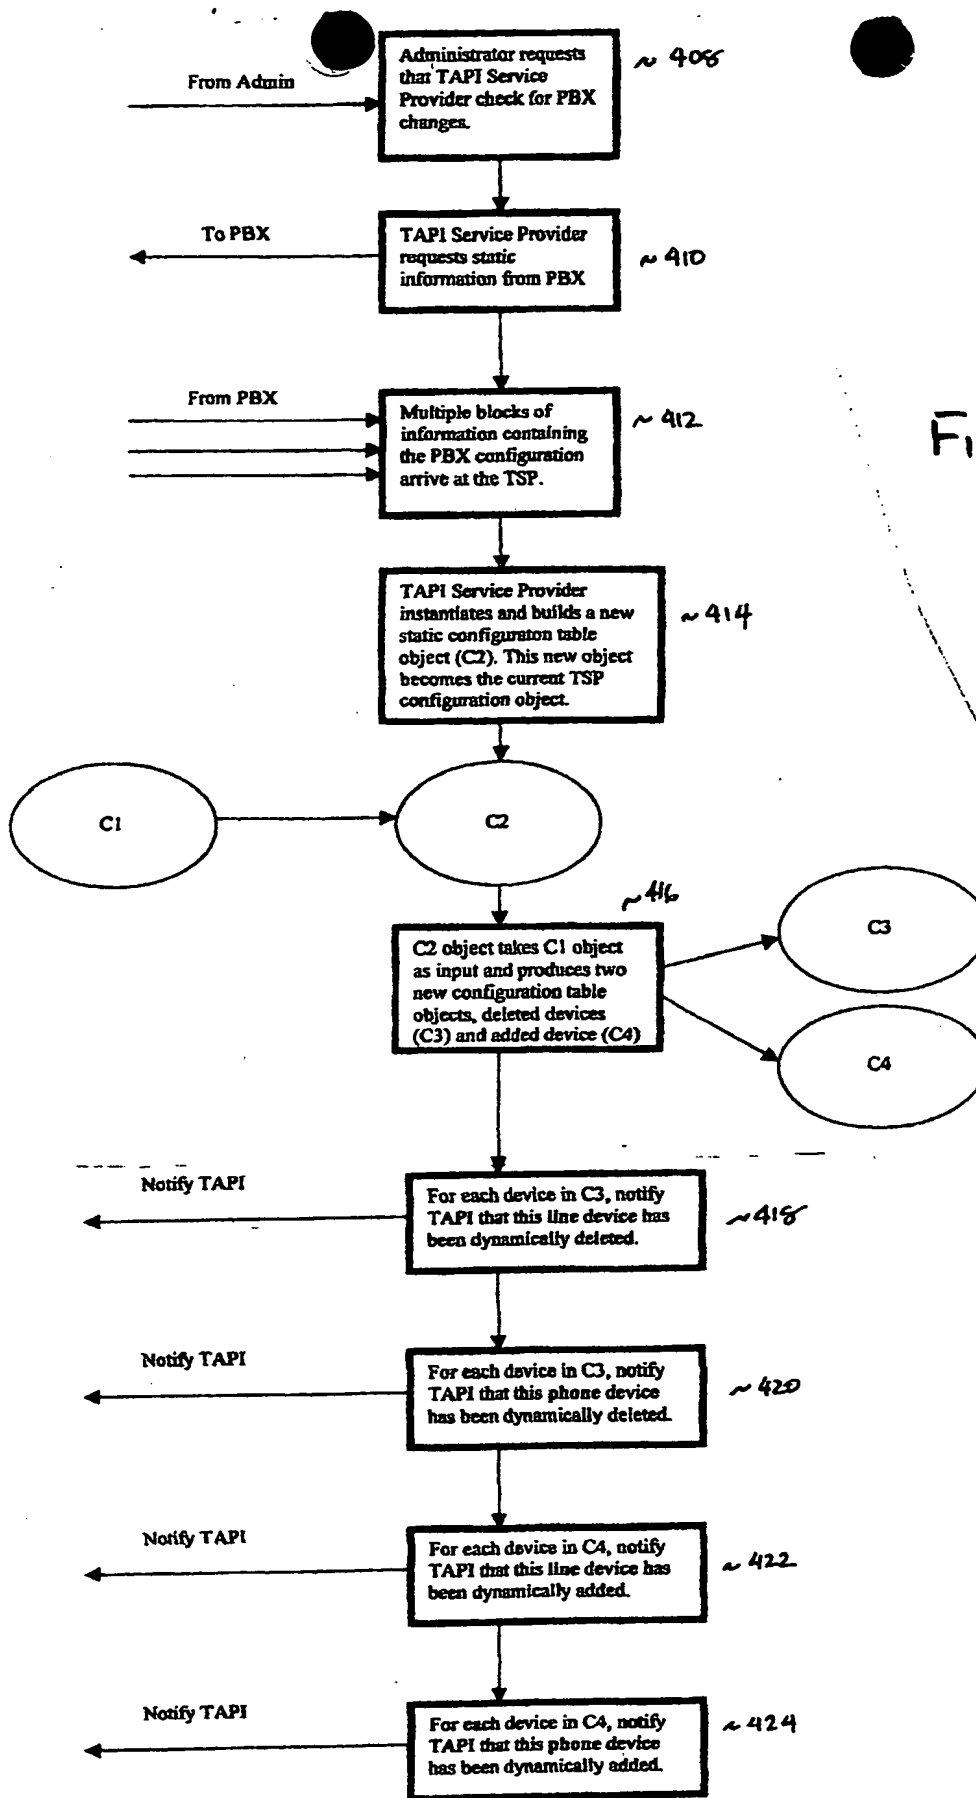 Administrator requests
that TAPI Service
Provider check for PBX
changes.
~ 408
From Admin
To PBX
TAPI Service Provider
requests static
information from PBX
~ 410
From PBX
Multiple blocks of
information containing
the PBX configuration
arrive at the TSP.
~ 412
FI
TAPI Service Provider
instantiates and builds a new
static configuraton table
object (C2). This new object
becomes the current TSP
configuration object.
~ 414
C1
C2
~ 416
C2 object takes C1 object
as input and produces two
new configuration table
objects, deleted devices
(C3) and added device (C4)
C3
C4
Notify TAPI
For each device in C3, notify
TAPI that this line device has
been dynamically deleted.
~ 418
Notify TAPI
For each device in C3, notify
TAPI that this phone device
has been dynamically deleted.
~ 420
Notify TAPI
For each device in C4, notify
TAPI that this line device has
been dynamically added.
~ 422
Notify TAPI
For each device in C4, notify
TAPI that this phone device
has been dynamically added.
~ 424